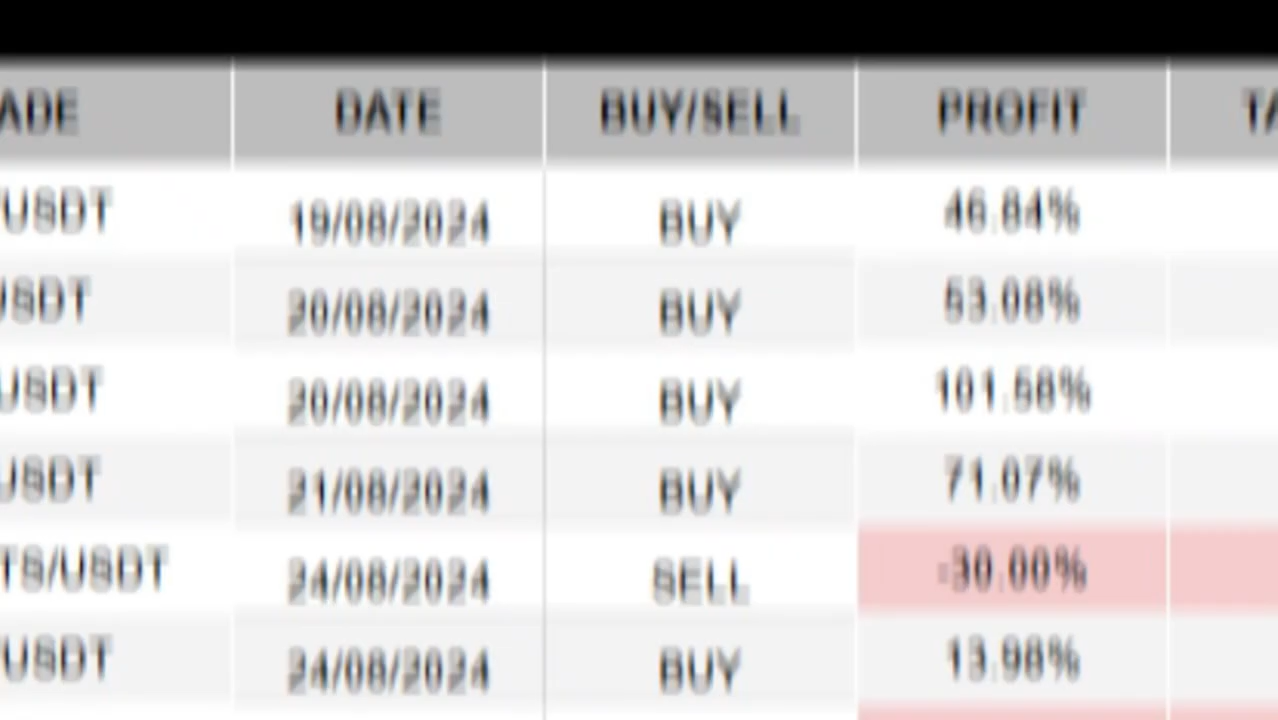 ADE DATE BUY/SELL PROFIT TA
/USDT 19/08/2024 BUY 46.84%
USDT 20/08/2024 BUY 53.08%
USDT 20/08/2024 BUY 101.58%
USDT 21/08/2024 BUY 71.07%
TS/USDT 24/08/2024 SELL -30.00%
/USDT 24/08/2024 BUY 13.98%